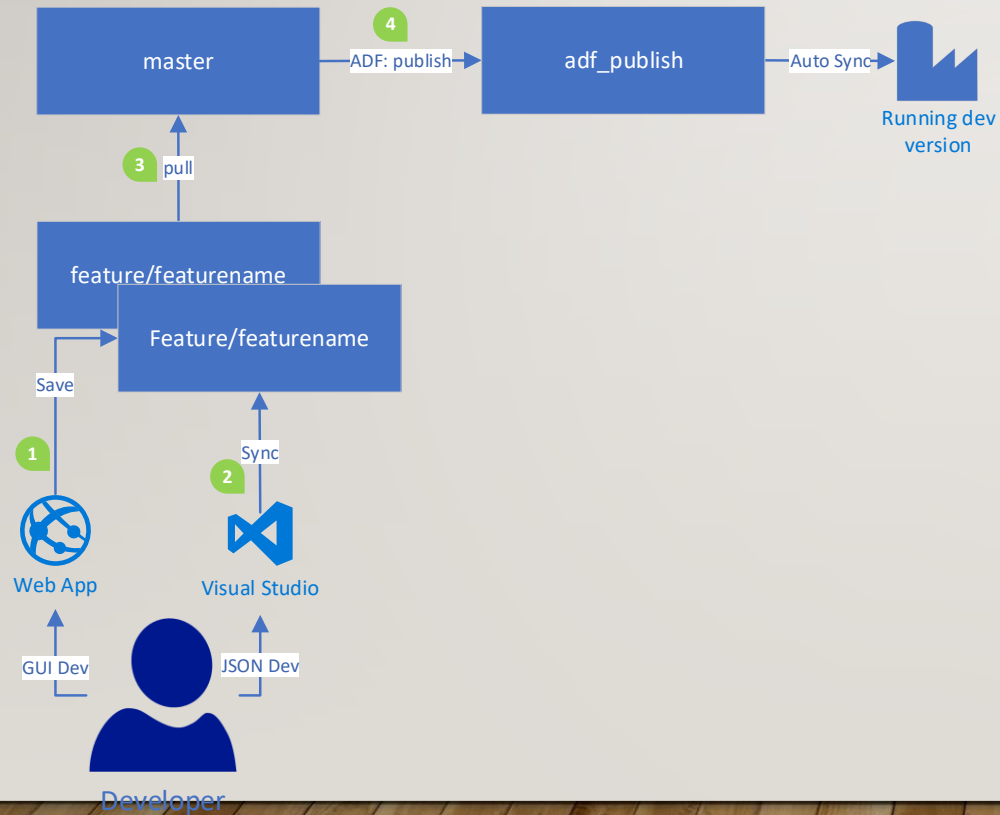 4
master
ADF: publish
adf_publish
Auto Sync
Running dev
version
3
pull
feature/featurename
Feature/featurename
Save
1
Sync
2
Web App
Visual Studio
GUI Dev
JSON Dev
Developer